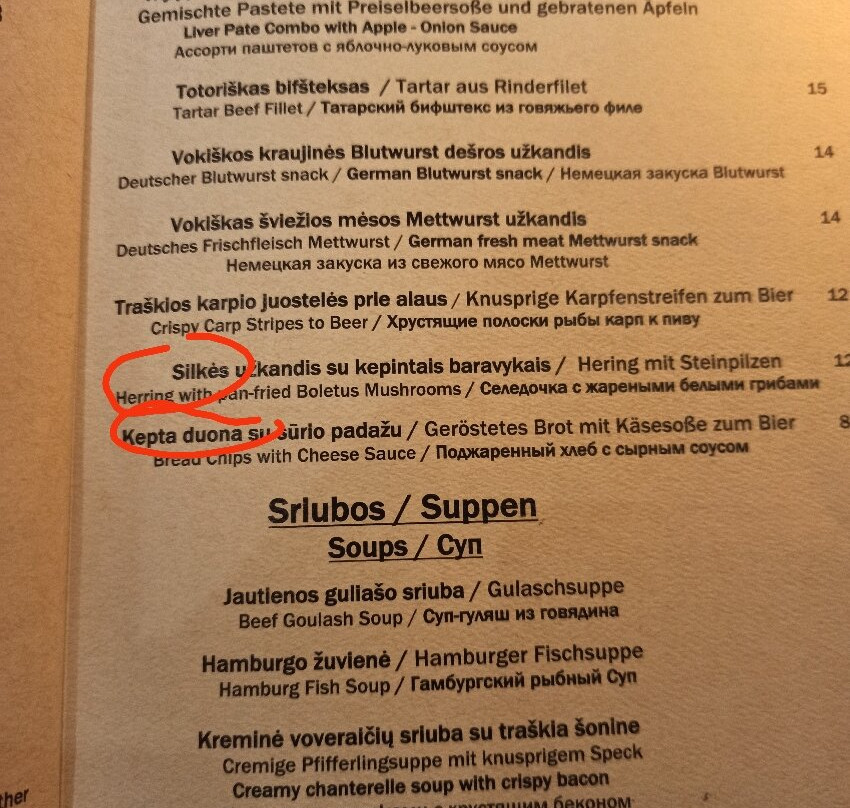 Gemischte Pastete mit Preiselbeersoße und gebratenen Äpfeln
Liver Pate Combo with Apple - Onion Sauce
Ассорти паштетов с яблочно-луковым соусом
Totoriškas bifšteksas / Tartar aus Rinderfilet 15
Tartar Beef Fillet / Татарский бифштекс из говяжьего филе
Vokiškos kraujinės Blutwurst dešros užkandis 14
Deutscher Blutwurst snack / German Blutwurst snack / Немецкая закуска Blutwurst
Vokiškas šviežios mėsos Mettwurst užkandis 14
Deutsches Frischfleisch Mettwurst / German fresh meat Mettwurst snack
Немецкая закуска из свежего мясо Mettwurst
Traškios karpio juostelės prie alaus / Knusprige Karpfenstreifen zum Bier 12
Crispy Carp Stripes to Beer / Хрустящие полоски рыбы карп к пиву
Silkės užkandis su kepintais baravykais / Hering mit Steinpilzen 12
Herring with pan-fried Boletus Mushrooms / Селедочка с жареными белыми грибами
Kepta duona su sūrio padažu / Geröstetes Brot mit Käsesoße zum Bier 8
Bread Chips with Cheese Sauce / Поджаренный хлеб с сырным соусом
Sriubos / Suppen
Soups / Суп
Jautienos guliašo sriuba / Gulaschsuppe
Beef Goulash Soup / Суп-гуляш из говядина
Hamburgo žuvienė / Hamburger Fischsuppe
Hamburg Fish Soup / Гамбургский рыбный Суп
Kreminė voveraičių sriuba su traškia šonine
Cremige Pfifferlingsuppe mit knusprigem Speck
Creamy chanterelle soup with crispy bacon
с хрустящим беконом